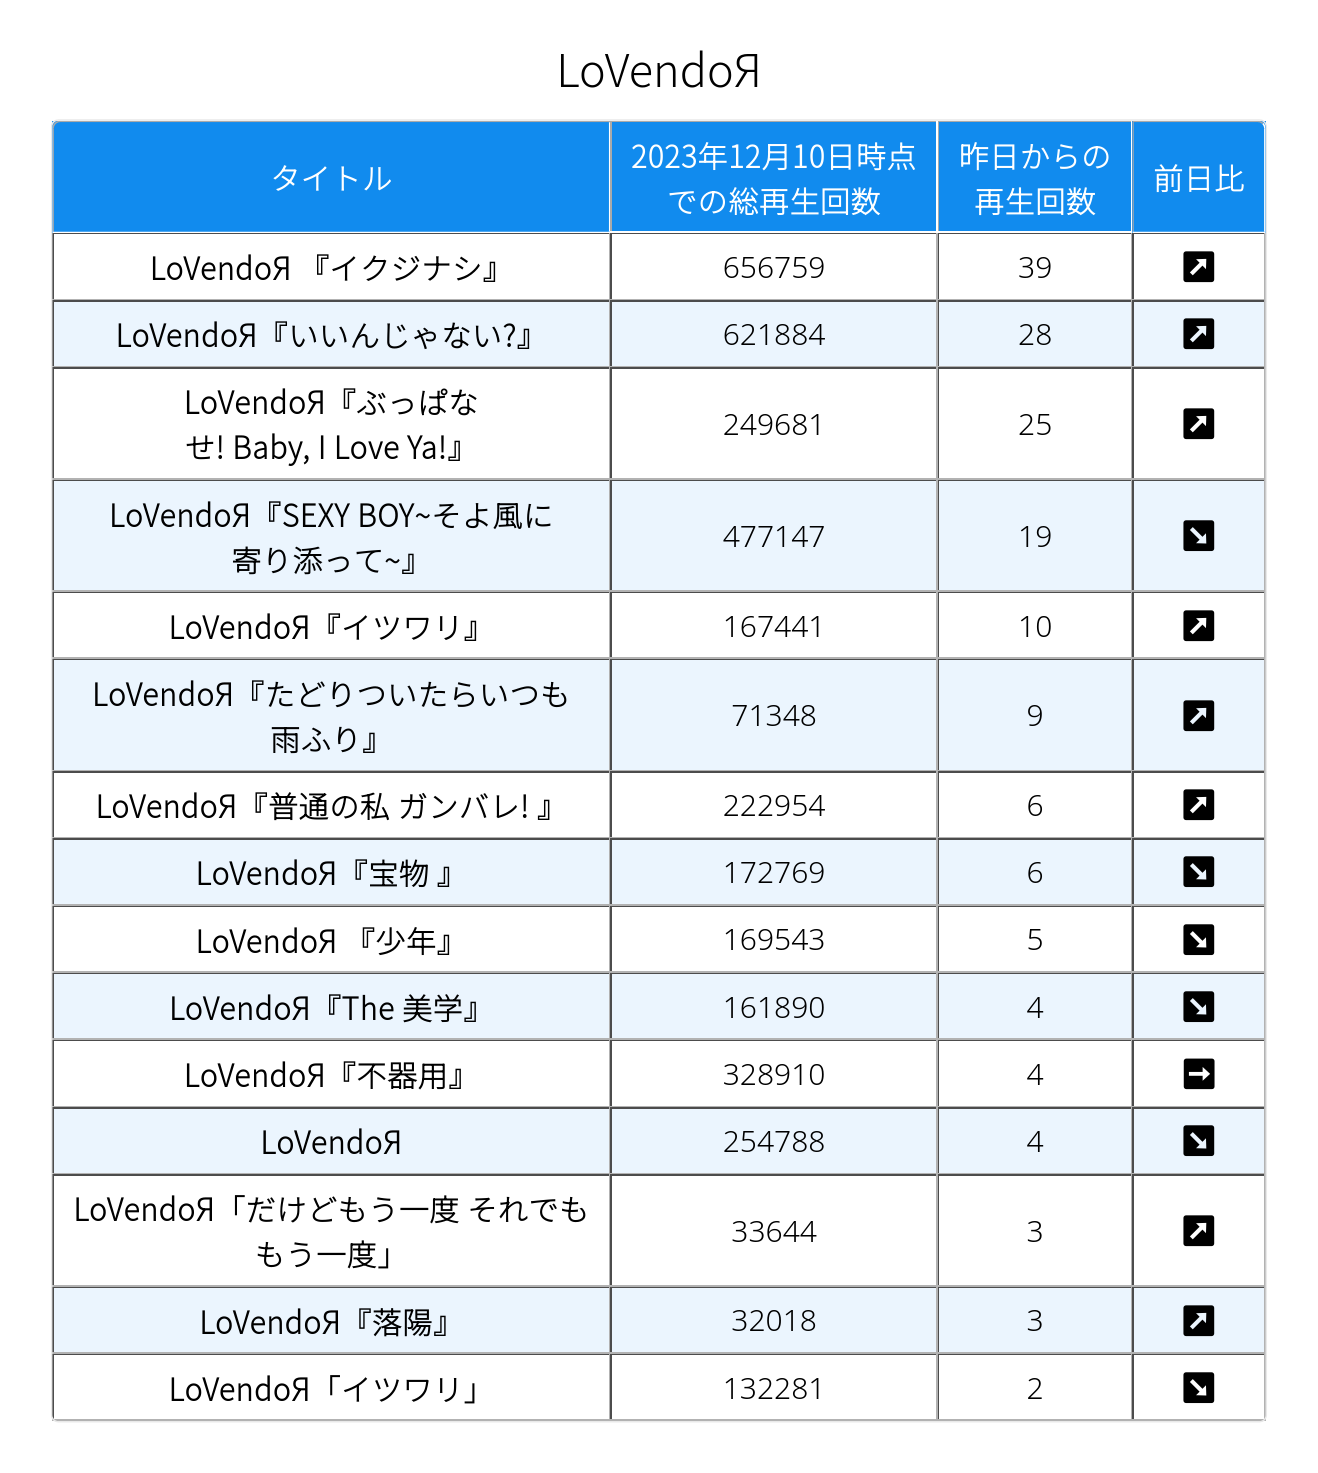 LoVendoЯ
タイトル
2023年12月10日時点
での総再生回数
昨日からの
再生回数
前日比
LoVendoЯ 『イクジナシ』
656759
39
LoVendoЯ『いいんじゃない?』
621884
28
LoVendoЯ『ぶっぱな
せ! Baby, I Love Ya!』
249681
25
LoVendoЯ『SEXY BOY~そよ風に
寄り添って~』
477147
19
LoVendoЯ『イツワリ』
167441
10
LoVendoЯ『たどりついたらいつも
雨ふり』
71348
9
LoVendoЯ『普通の私 ガンバレ! 』
222954
6
LoVendoЯ『宝物 』
172769
6
LoVendoЯ 『少年』
169543
5
LoVendoЯ『The 美学』
161890
4
LoVendoЯ『不器用』
328910
4
LoVendoЯ
254788
4
LoVendoЯ「だけどもう一度 それでも
もう一度」
33644
3
LoVendoЯ『落陽』
32018
3
LoVendoЯ「イツワリ」
132281
2